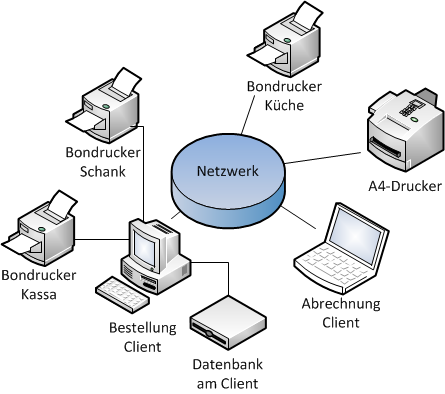 Bondrucker
Küche
Bondrucker
Schank
Netzwerk
A4-Drucker
Bondrucker
Kassa
Abrechnung
Client
Bestellung
Client
Datenbank
am Client